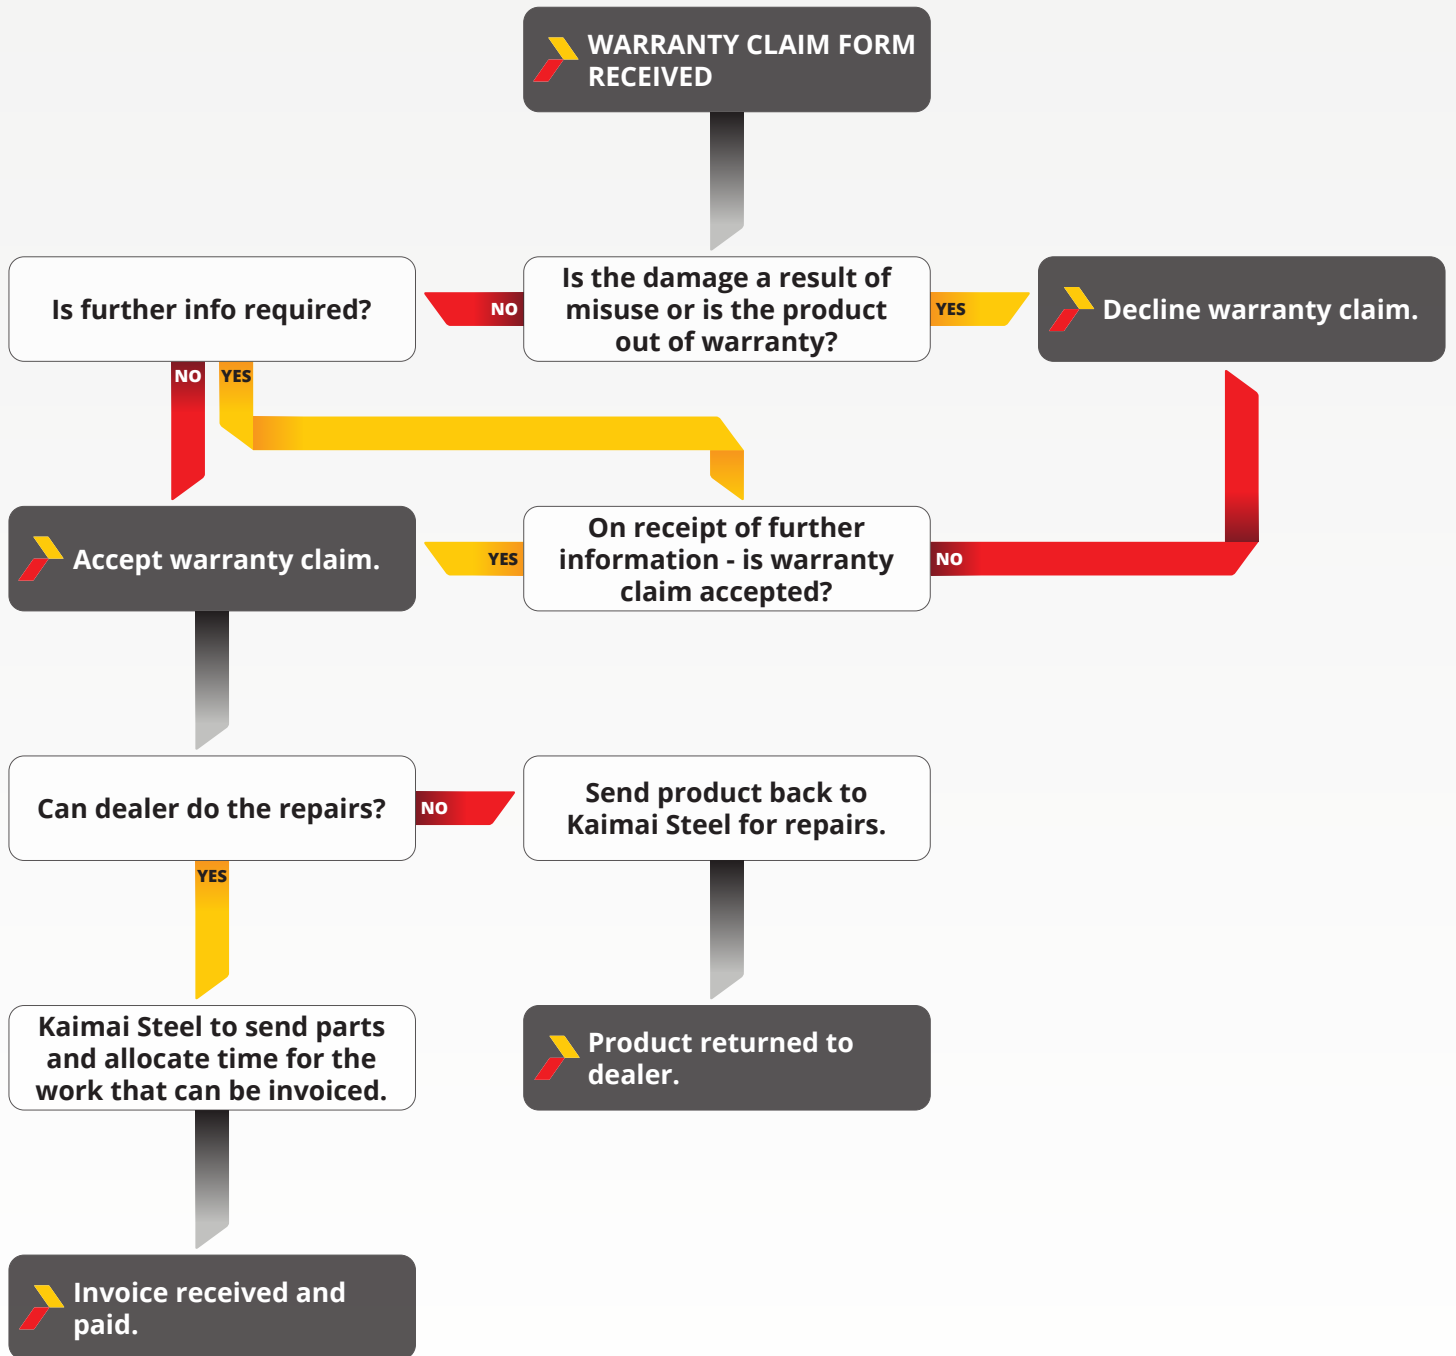 WARRANTY CLAIM FORM
RECEIVED
Is further info required?
NO
Is the damage a result of
misuse or is the product
out of warranty?
YES
Decline warranty claim.
NO
YES
Accept warranty claim.
YES
On receipt of further
information - is warranty
claim accepted?
NO
Can dealer do the repairs?
NO
Send product back to
Kaimai Steel for repairs.
YES
Kaimai Steel to send parts
and allocate time for the
work that can be invoiced.
Product returned to
dealer.
Invoice received and
paid.